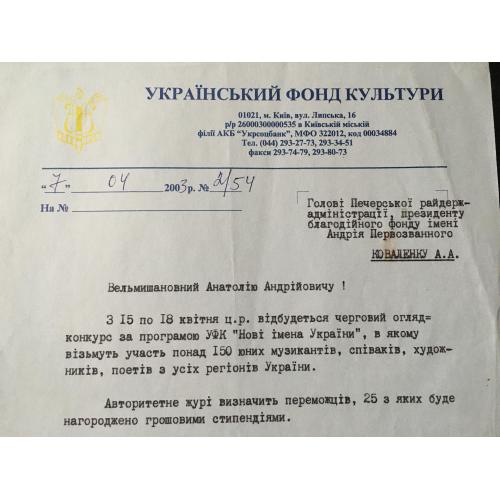 УКРАЇНСЬКИЙ ФОНД КУЛЬТУРИ
01021, м. Київ, вул. Липська, 16
р/р 26000300000535 в Київській міській
філії АКБ "Укрсоцбанк", МФО 322012, код 00034884
Тел. (044) 293-27-73, 293-34-51
факси 293-74-79, 293-80-73
"7" 04 2003р. № 2/54
На №
Голові Печерської райдерж-
адміністрації, президенту
благодійного фонду імені
Андрія Первозванного
КОВАЛЕНКУ А.А.
Вельмишановний Анатолію Андрійовичу !
З 15 по 18 квітня ц.р. відбудеться черговий огляд-
конкурс за програмою УФК "Нові імена України", в якому
візьмуть участь понад 150 юних музикантів, співаків, худож-
ників, поетів з усіх регіонів України.
Авторитетне журі визначить переможців, 25 з яких буде
нагороджено грошовими стипендіями.